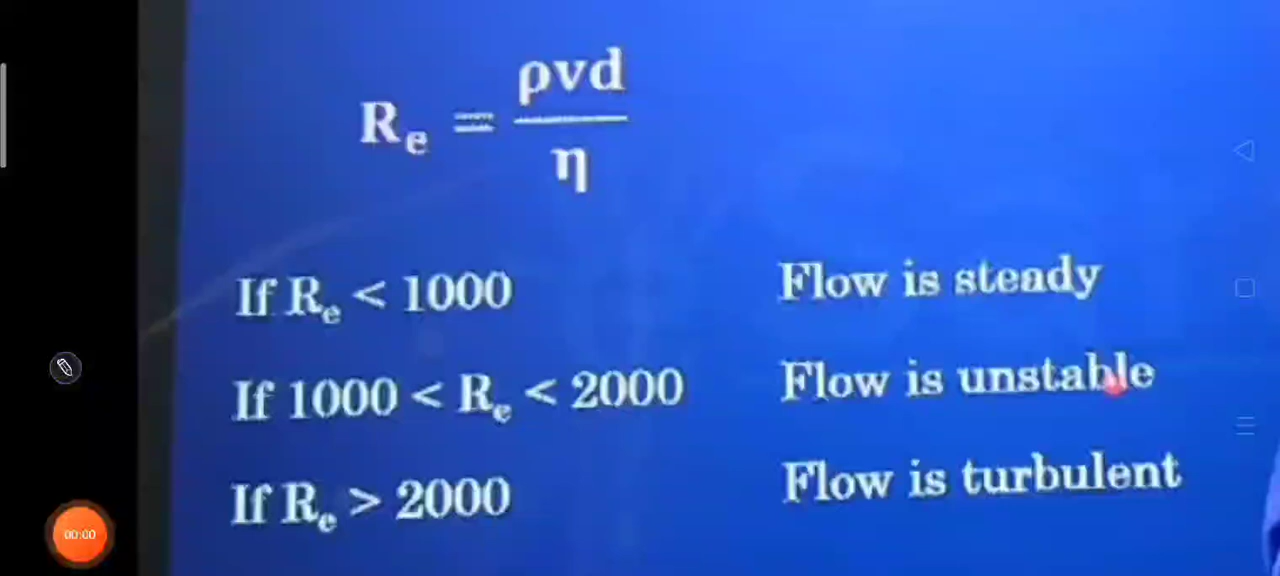 Rₑ = ρvd / η
If Rₑ < 1000 Flow is steady
If 1000 < Rₑ < 2000 Flow is unstable
If Rₑ > 2000 Flow is turbulent
00:00